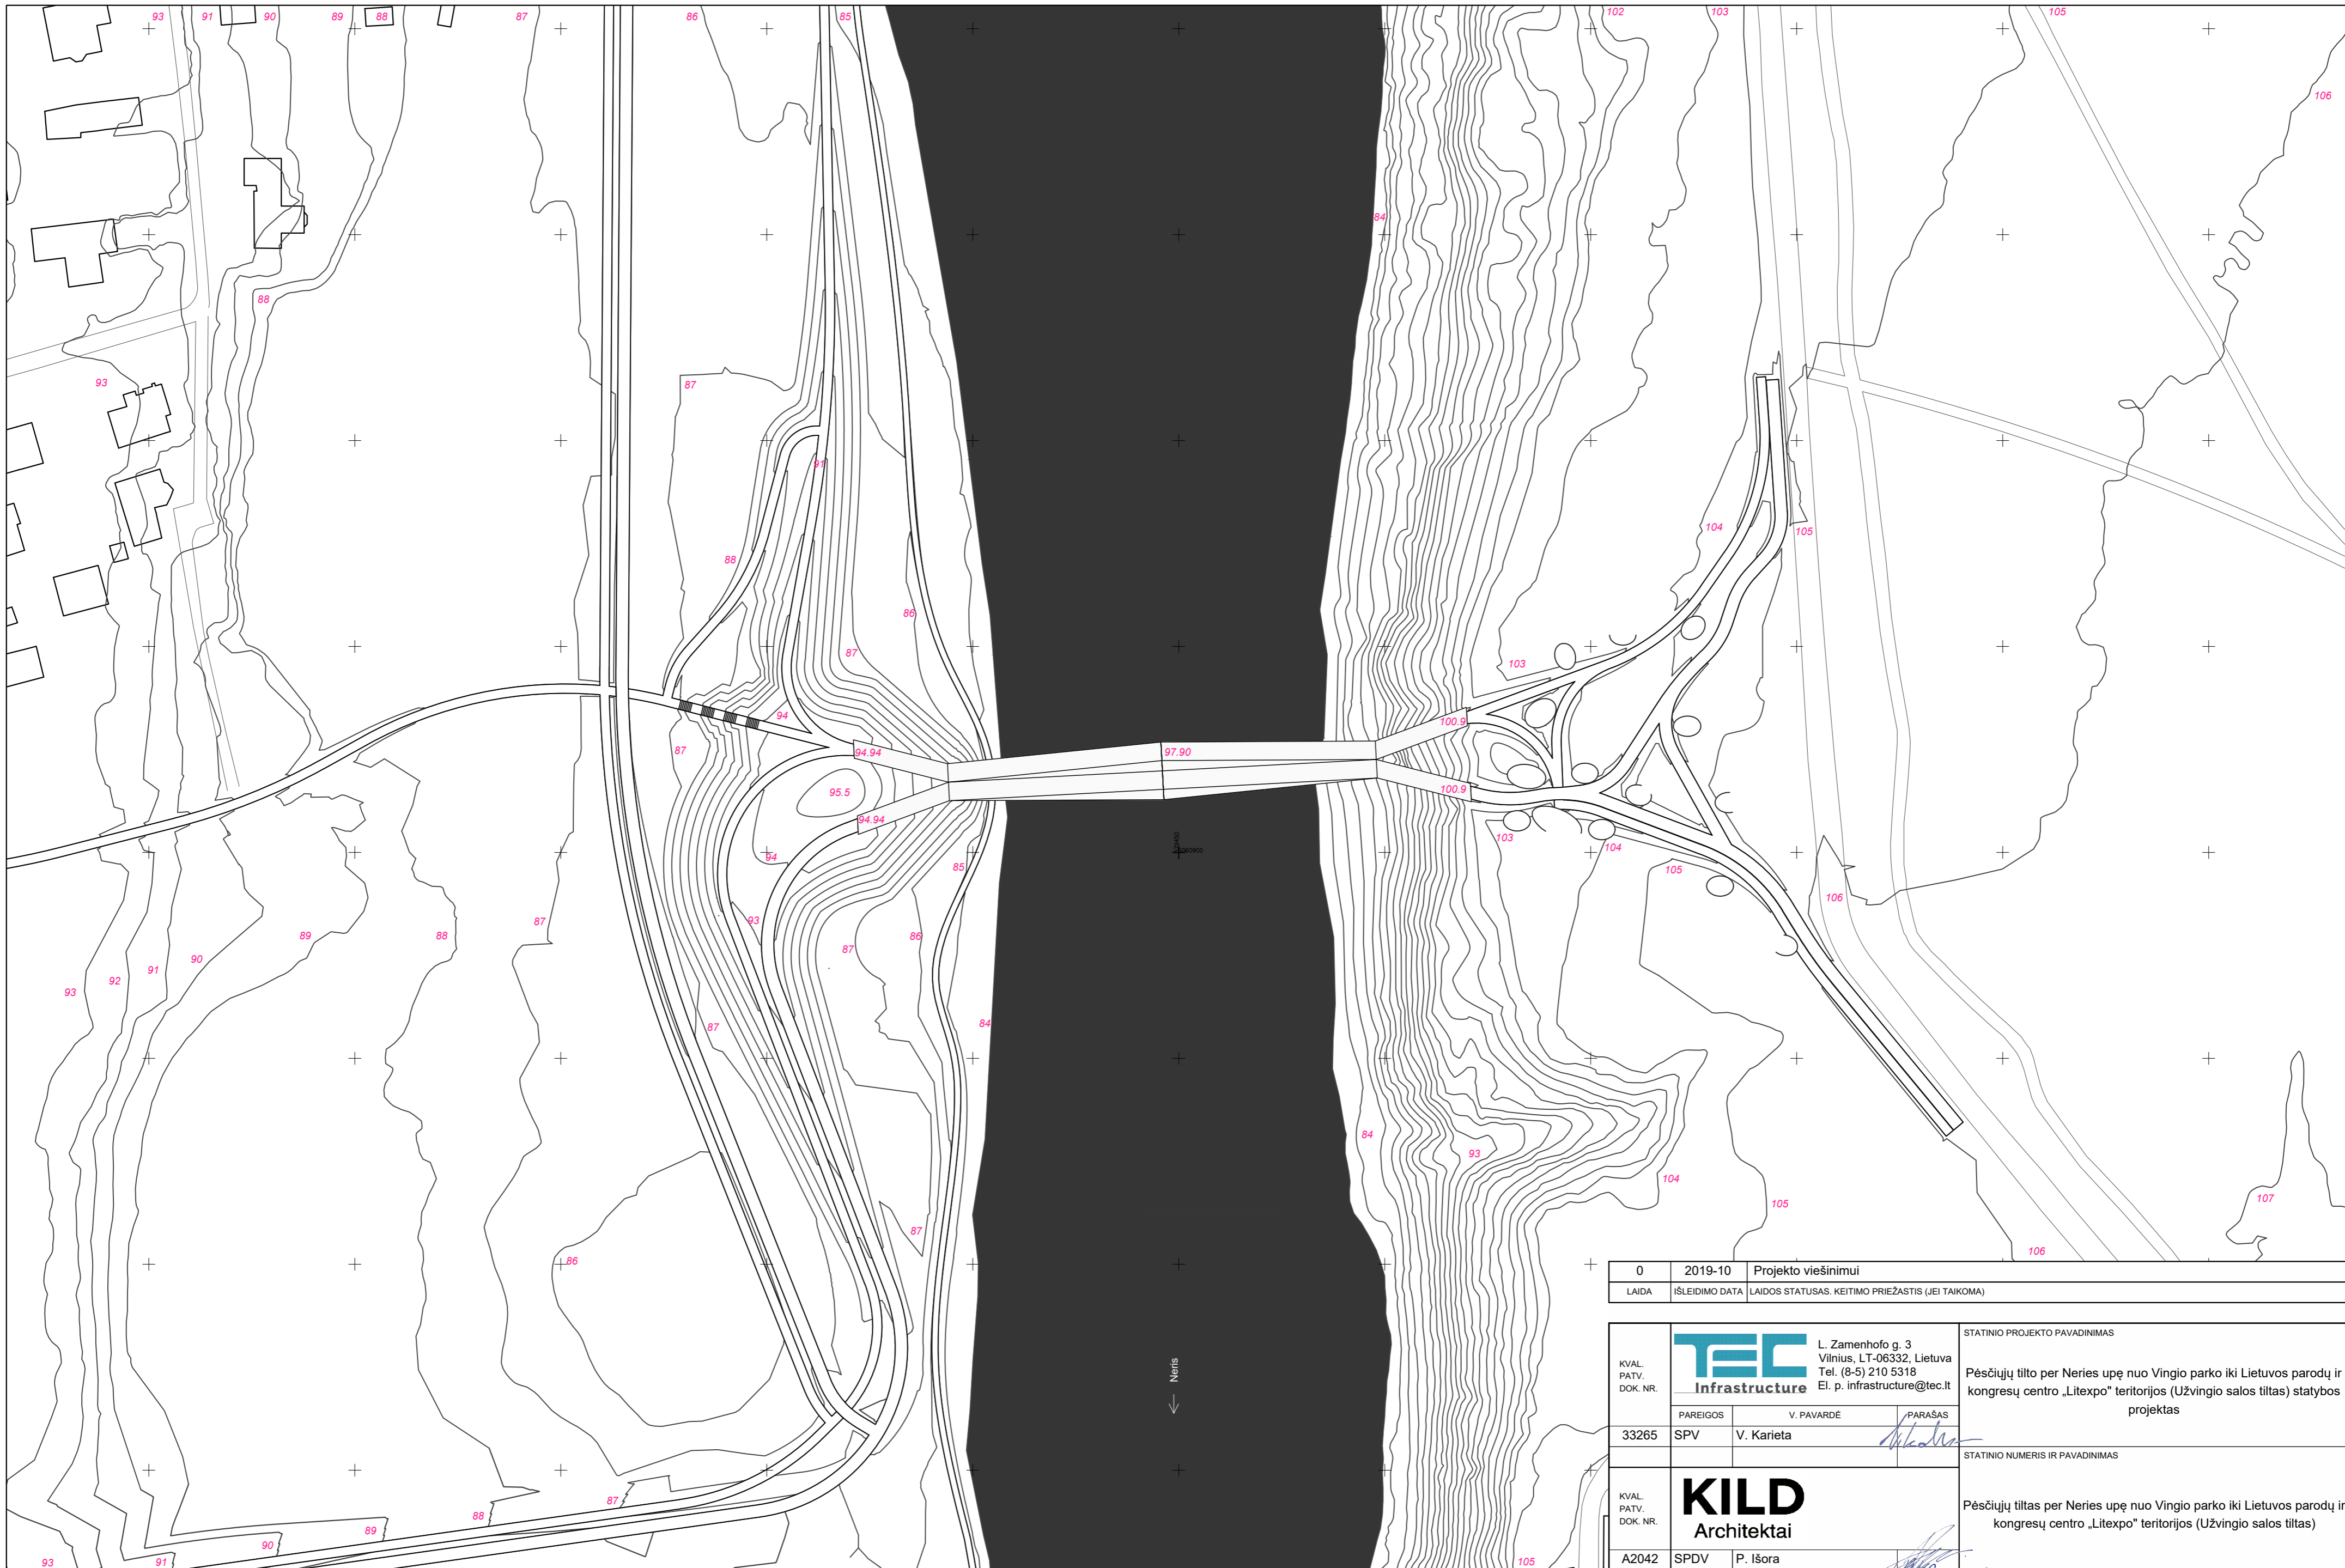 93 91 90 89 88 87 86 85 102 103 105
106
84
88
93
87
91
104
105
88
86
87
103
94
87
94.94
97.90
100.9
95.5
100.9
94.94
103
94
104
85
105
106
93
87
89
88
86
87
90
91
92
93
84
87
84
93
104
105
107
87
106
86
Neris
87
88
89
90
93
91
105
0 2019-10 Projekto viešinimui
LAIDA IŠLEIDIMO DATA LAIDOS STATUSAS. KEITIMO PRIEŽASTIS (JEI TAIKOMA)
KVAL.
PATV.
DOK. NR.
TEC
Infrastructure
L. Zamenhofo g. 3
Vilnius, LT-06332, Lietuva
Tel. (8-5) 210 5318
El. p. infrastructure@tec.lt
STATINIO PROJEKTO PAVADINIMAS
Pėsčiųjų tilto per Neries upę nuo Vingio parko iki Lietuvos parodų ir
kongresų centro „Litexpo" teritorijos (Užvingio salos tiltas) statybos
projektas
PAREIGOS V. PAVARDĖ PARAŠAS
33265 SPV V. Karieta
STATINIO NUMERIS IR PAVADINIMAS
KVAL.
PATV.
DOK. NR.
KILD
Architektai
Pėsčiųjų tiltas per Neries upę nuo Vingio parko iki Lietuvos parodų ir
kongresų centro „Litexpo" teritorijos (Užvingio salos tiltas)
A2042 SPDV P. Išora